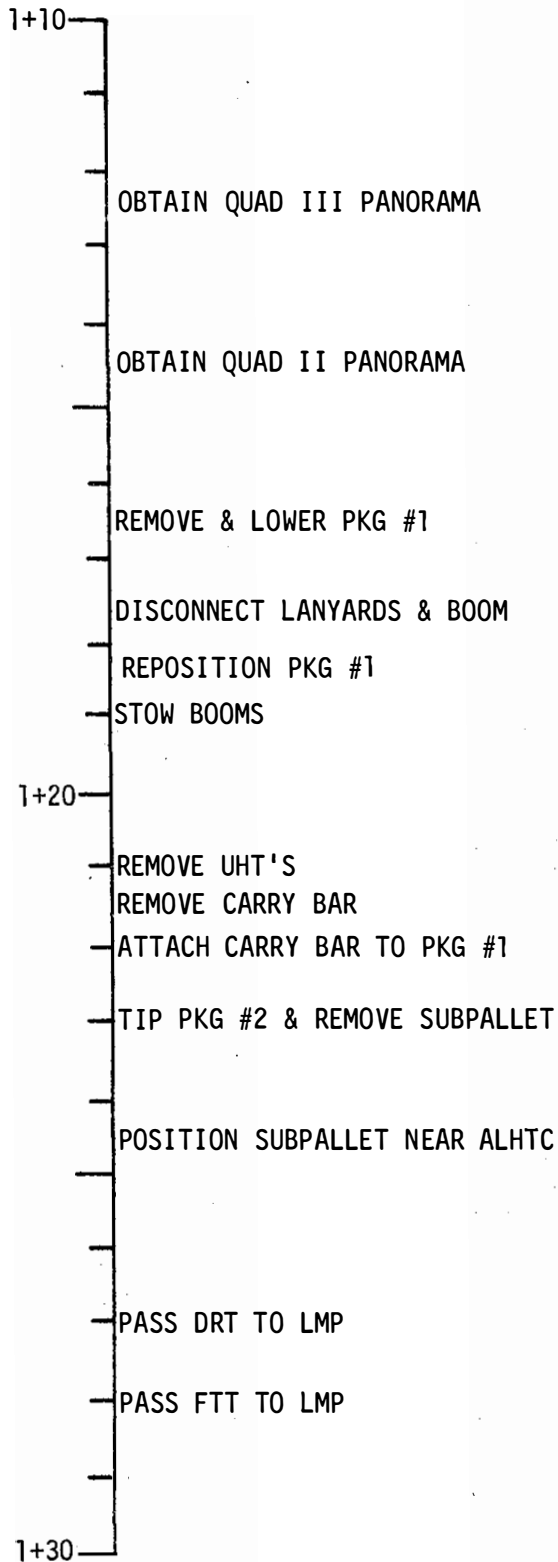 1+10
OBTAIN QUAD III PANORAMA
OBTAIN QUAD II PANORAMA
REMOVE & LOWER PKG #1
DISCONNECT LANYARDS & BOOM
REPOSITION PKG #1
STOW BOOMS
1+20
REMOVE UHT'S
REMOVE CARRY BAR
ATTACH CARRY BAR TO PKG #1
TIP PKG #2 & REMOVE SUBPALLET
POSITION SUBPALLET NEAR ALHTC
PASS DRT TO LMP
PASS FTT TO LMP
1+30